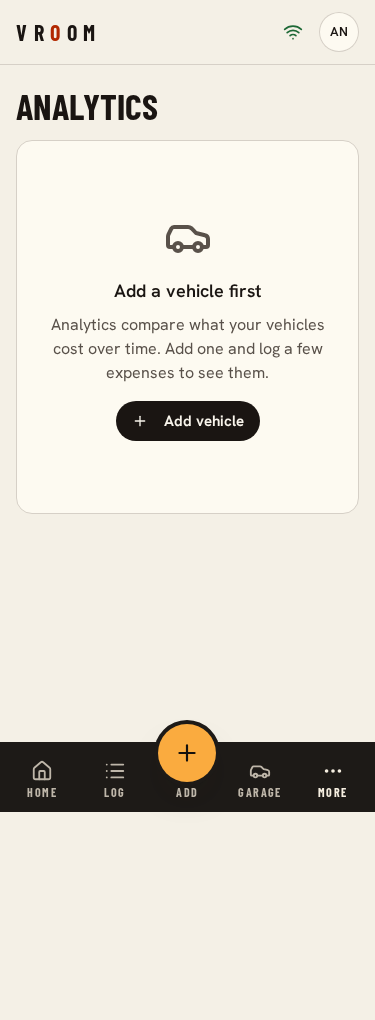 VROOM
AN
ANALYTICS
Add a vehicle first
Analytics compare what your vehicles
cost over time. Add one and log a few
expenses to see them.
Add vehicle
HOME
LOG
ADD
GARAGE
MORE